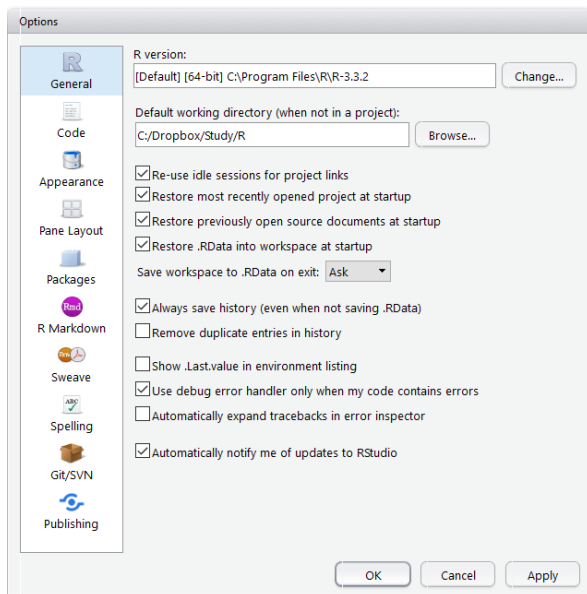 Options
R
General
Code
Appearance
Pane Layout
Packages
Rmd
R Markdown
Sweave
ABC
Spelling
Git/SVN
Publishing
R version:
[Default] [64-bit] C:\Program Files\R\R-3.3.2
Change...
Default working directory (when not in a project):
C:/Dropbox/Study/R
Browse...
Re-use idle sessions for project links
Restore most recently opened project at startup
Restore previously open source documents at startup
Restore .RData into workspace at startup
Save workspace to .RData on exit: Ask
Always save history (even when not saving .RData)
Remove duplicate entries in history
Show .Last.value in environment listing
Use debug error handler only when my code contains errors
Automatically expand tracebacks in error inspector
Automatically notify me of updates to RStudio
OK Cancel Apply